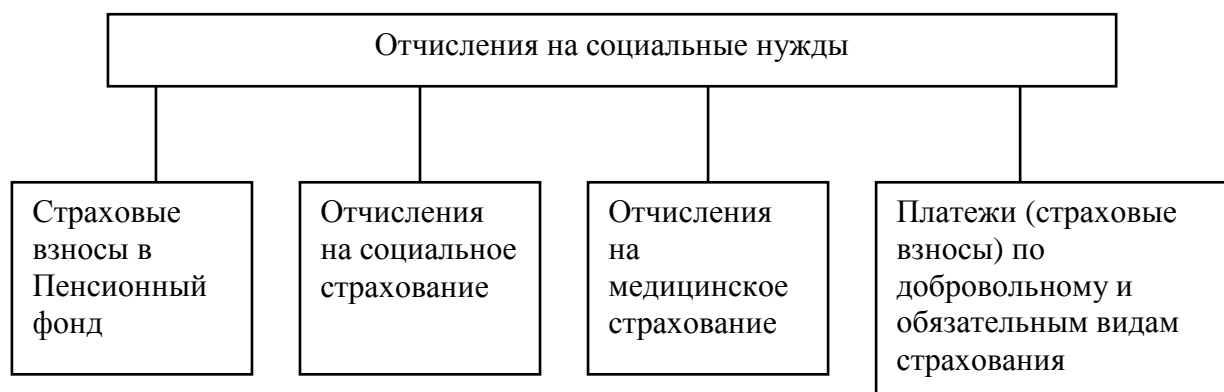 Отчисления на социальные нужды
Страховые
взносы в
Пенсионный
фонд
Отчисления
на социальное
страхование
Отчисления
на
медицинское
страхование
Платежи (страховые
взносы) по
добровольному и
обязательным видам
страхования